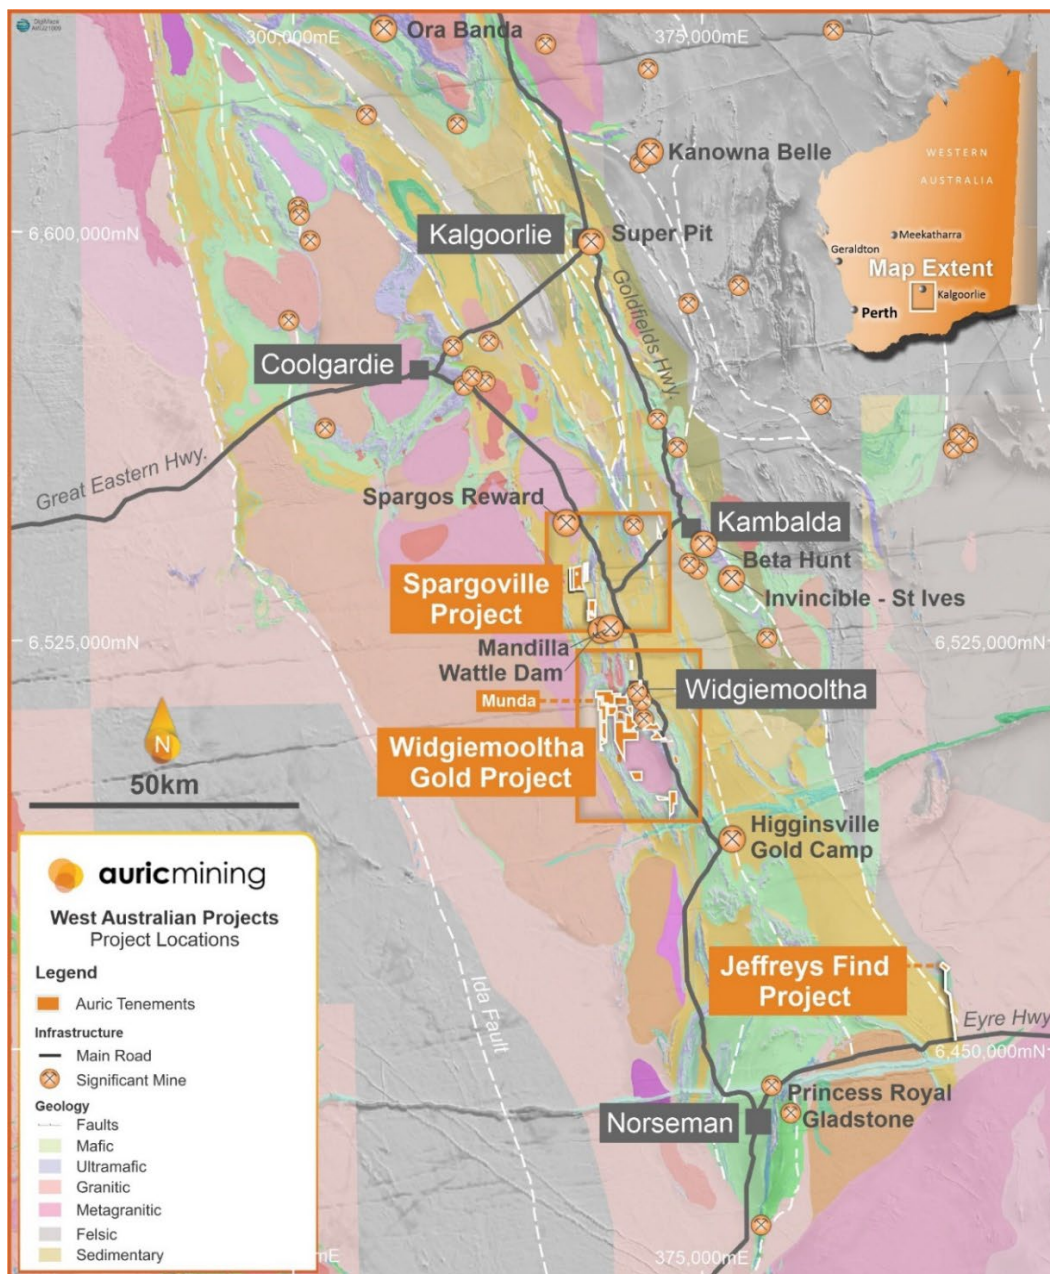 DigiMaps
300,000mE
375,000mE
Ora Banda
Kanowna Belle
WESTERN
AUSTRALIA
Meekatharra
Geraldton
Map Extent
Kalgoorlie
Perth
6,600,000mN
Kalgoorlie
Super Pit
Goldfields Hwy.
Coolgardie
Great Eastern Hwy.
Spargos Reward
Kambalda
Beta Hunt
Invincible - St Ives
Spargoville
Project
6,525,000mN
6,525,000mN
Mandilla
Wattle Dam
Widgiemooltha
Munda
Widgiemooltha
Gold Project
N
50km
Higginsville
Gold Camp
Jeffreys Find
Project
Ida Fault
Eyre Hwy
6,450,000mN
Princess Royal
Gladstone
Norseman
auricmining
West Australian Projects
Project Locations
Legend
Auric Tenements
Infrastructure
Main Road
Significant Mine
Geology
Faults
Mafic
Ultramafic
Granitic
Metagranitic
Felsic
Sedimentary
mE
375,000mE